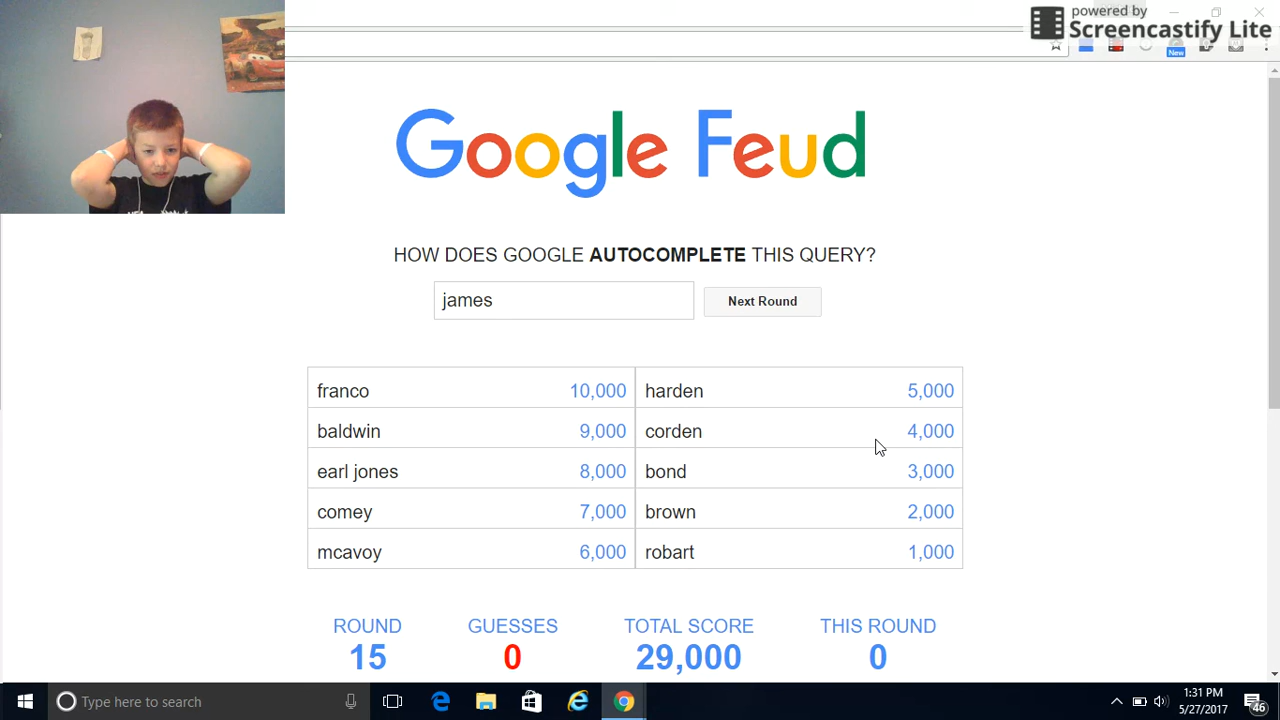 powered by
Screencastify Lite
New
Google Feud
HOW DOES GOOGLE AUTOCOMPLETE THIS QUERY?
james
Next Round
franco 10,000 harden 5,000
baldwin 9,000 corden 4,000
earl jones 8,000 bond 3,000
comey 7,000 brown 2,000
mcavoy 6,000 robart 1,000
ROUND GUESSES TOTAL SCORE THIS ROUND
15 0 29,000 0
Type here to search
1:31 PM
5/27/2017
46